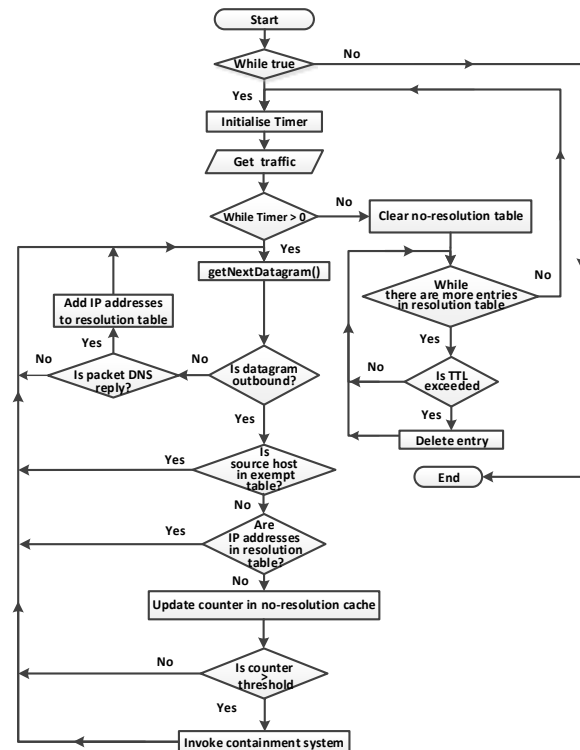 Start
While true
No
Yes
Initialise Timer
Get traffic
While Timer > 0
No
Clear no-resolution table
Yes
getNextDatagram()
While
there are more entries
in resolution table
No
Add IP addresses
to resolution table
Yes
Yes
No
Is packet DNS
reply?
No
Is datagram
outbound?
No
Is TTL
exceeded
Yes
Yes
Delete entry
Is
source host
in exempt
table?
Yes
End
No
Are
IP addresses
in resolution
table?
Yes
No
Update counter in no-resolution cache
No
Is counter
>
threshold
Yes
Invoke containment system